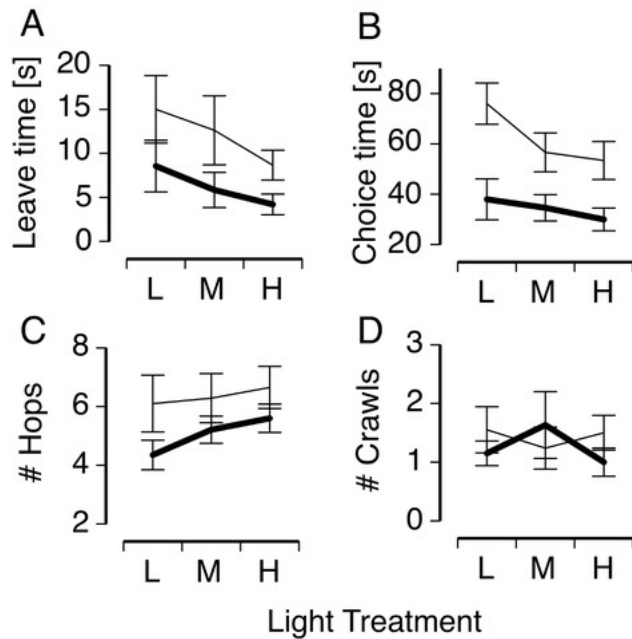 A
Leave time [s]
20
15
10
5
0
L M H
B
Choice time [s]
80
60
40
20
L M H
C
# Hops
8
6
4
2
L M H
D
# Crawls
3
2
1
0
L M H
Light Treatment